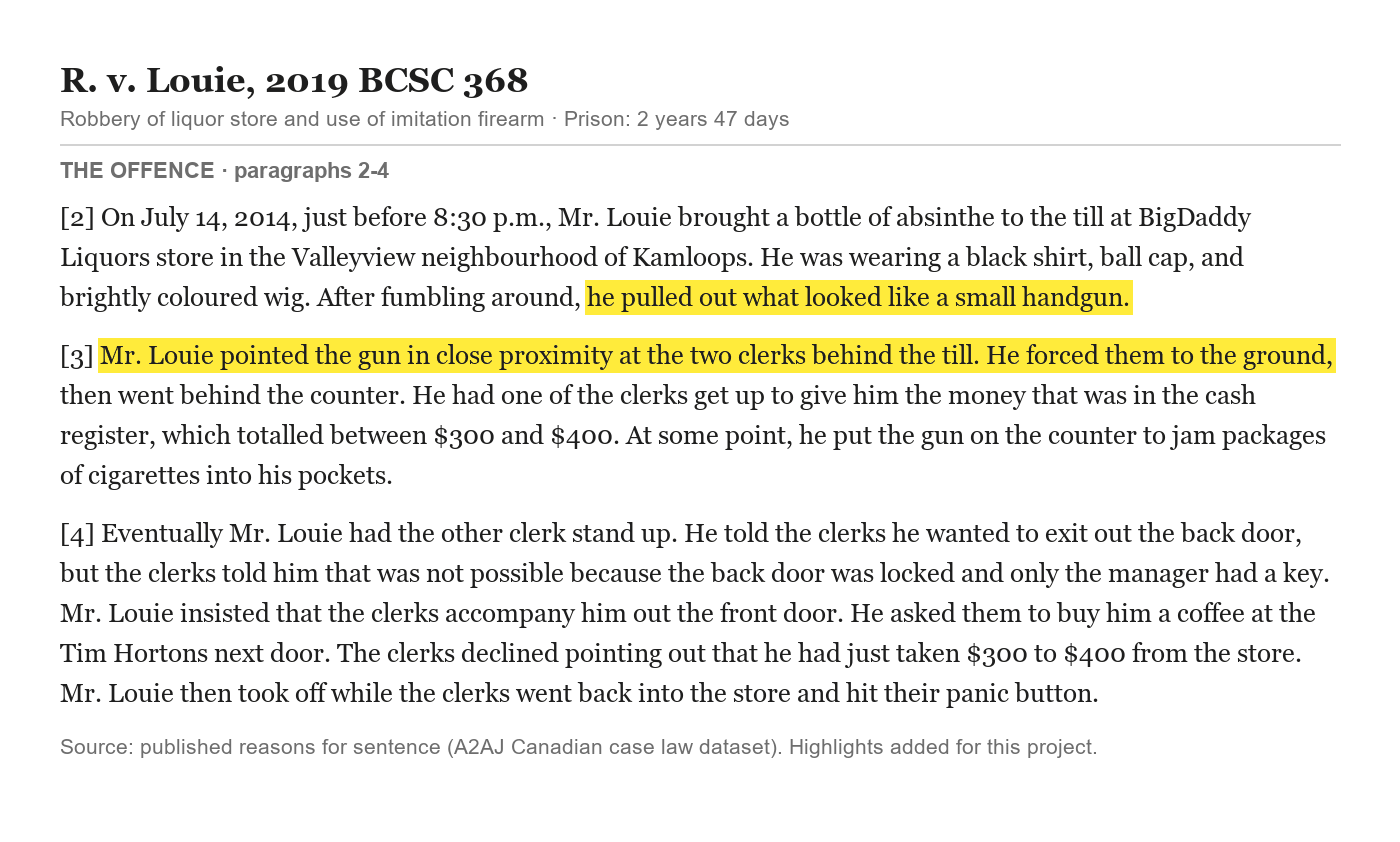 R. v. Louie, 2019 BCSC 368
Robbery of liquor store and use of imitation firearm · Prison: 2 years 47 days
THE OFFENCE · paragraphs 2-4
[2] On July 14, 2014, just before 8:30 p.m., Mr. Louie brought a bottle of absinthe to the till at BigDaddy
Liquors store in the Valleyview neighbourhood of Kamloops. He was wearing a black shirt, ball cap, and
brightly coloured wig. After fumbling around, he pulled out what looked like a small handgun.
[3] Mr. Louie pointed the gun in close proximity at the two clerks behind the till. He forced them to the ground,
then went behind the counter. He had one of the clerks get up to give him the money that was in the cash
register, which totalled between $300 and $400. At some point, he put the gun on the counter to jam packages
of cigarettes into his pockets.
[4] Eventually Mr. Louie had the other clerk stand up. He told the clerks he wanted to exit out the back door,
but the clerks told him that was not possible because the back door was locked and only the manager had a key.
Mr. Louie insisted that the clerks accompany him out the front door. He asked them to buy him a coffee at the
Tim Hortons next door. The clerks declined pointing out that he had just taken $300 to $400 from the store.
Mr. Louie then took off while the clerks went back into the store and hit their panic button.
Source: published reasons for sentence (A2AJ Canadian case law dataset). Highlights added for this project.